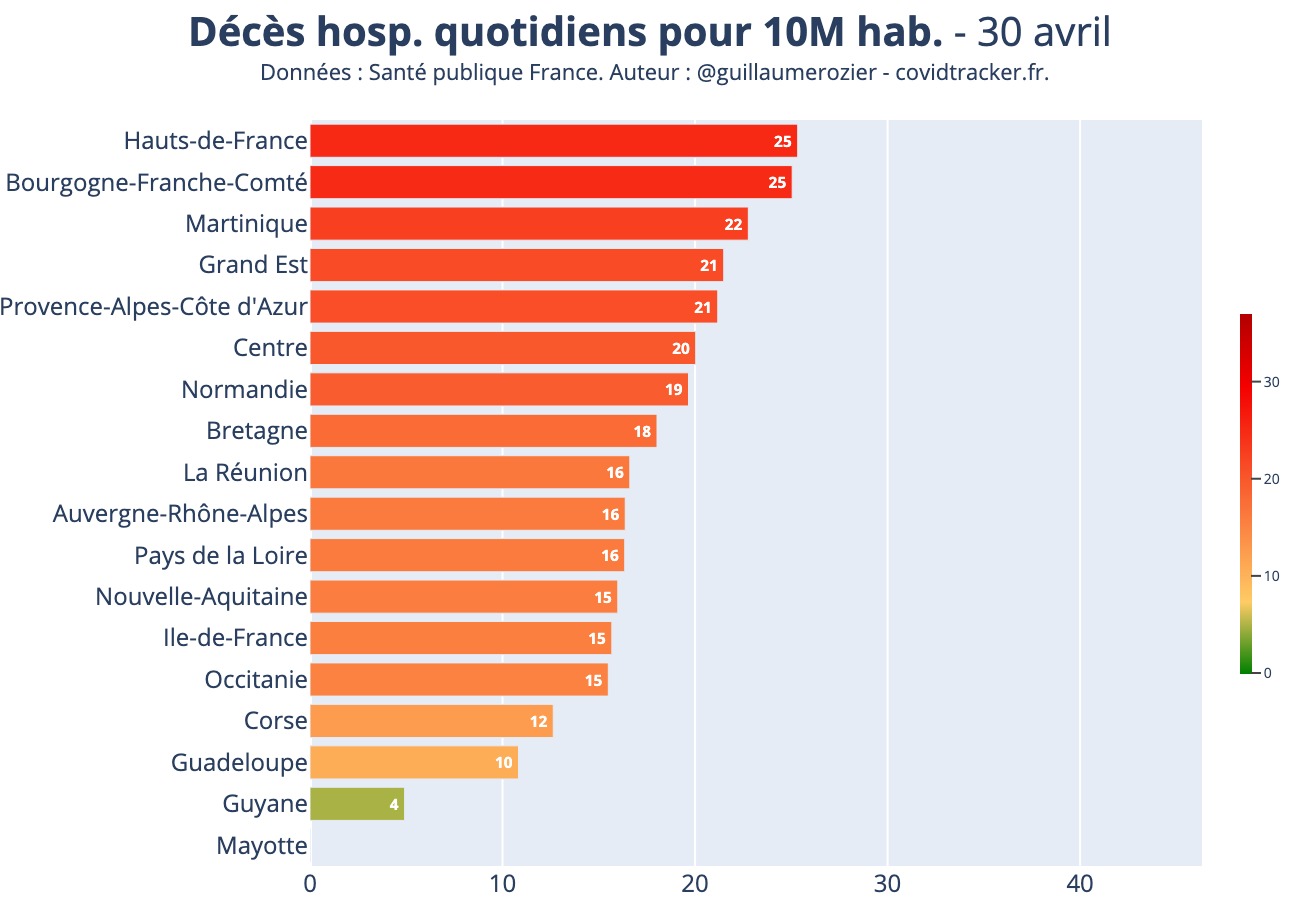 Décès hosp. quotidiens pour 10M hab. - 30 avril
Données : Santé publique France. Auteur : @guillaumerozier - covidtracker.fr.
Hauts-de-France 25
Bourgogne-Franche-Comté 25
Martinique 22
Grand Est 21
Provence-Alpes-Côte d'Azur 21
Centre 20
Normandie 19
Bretagne 18
La Réunion 16
Auvergne-Rhône-Alpes 16
Pays de la Loire 16
Nouvelle-Aquitaine 15
Ile-de-France 15
Occitanie 15
Corse 12
Guadeloupe 10
Guyane 4
Mayotte
0 10 20 30 40
30
20
10
0